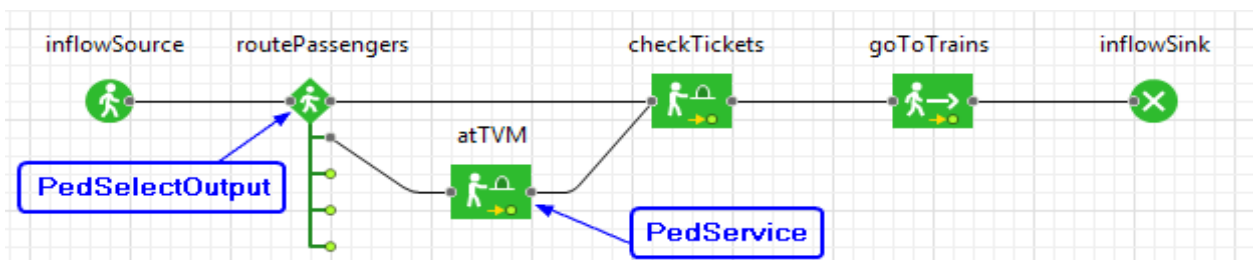 inflowSource routePassengers checkTickets goToTrains inflowSink
atTVM
PedSelectOutput
PedService